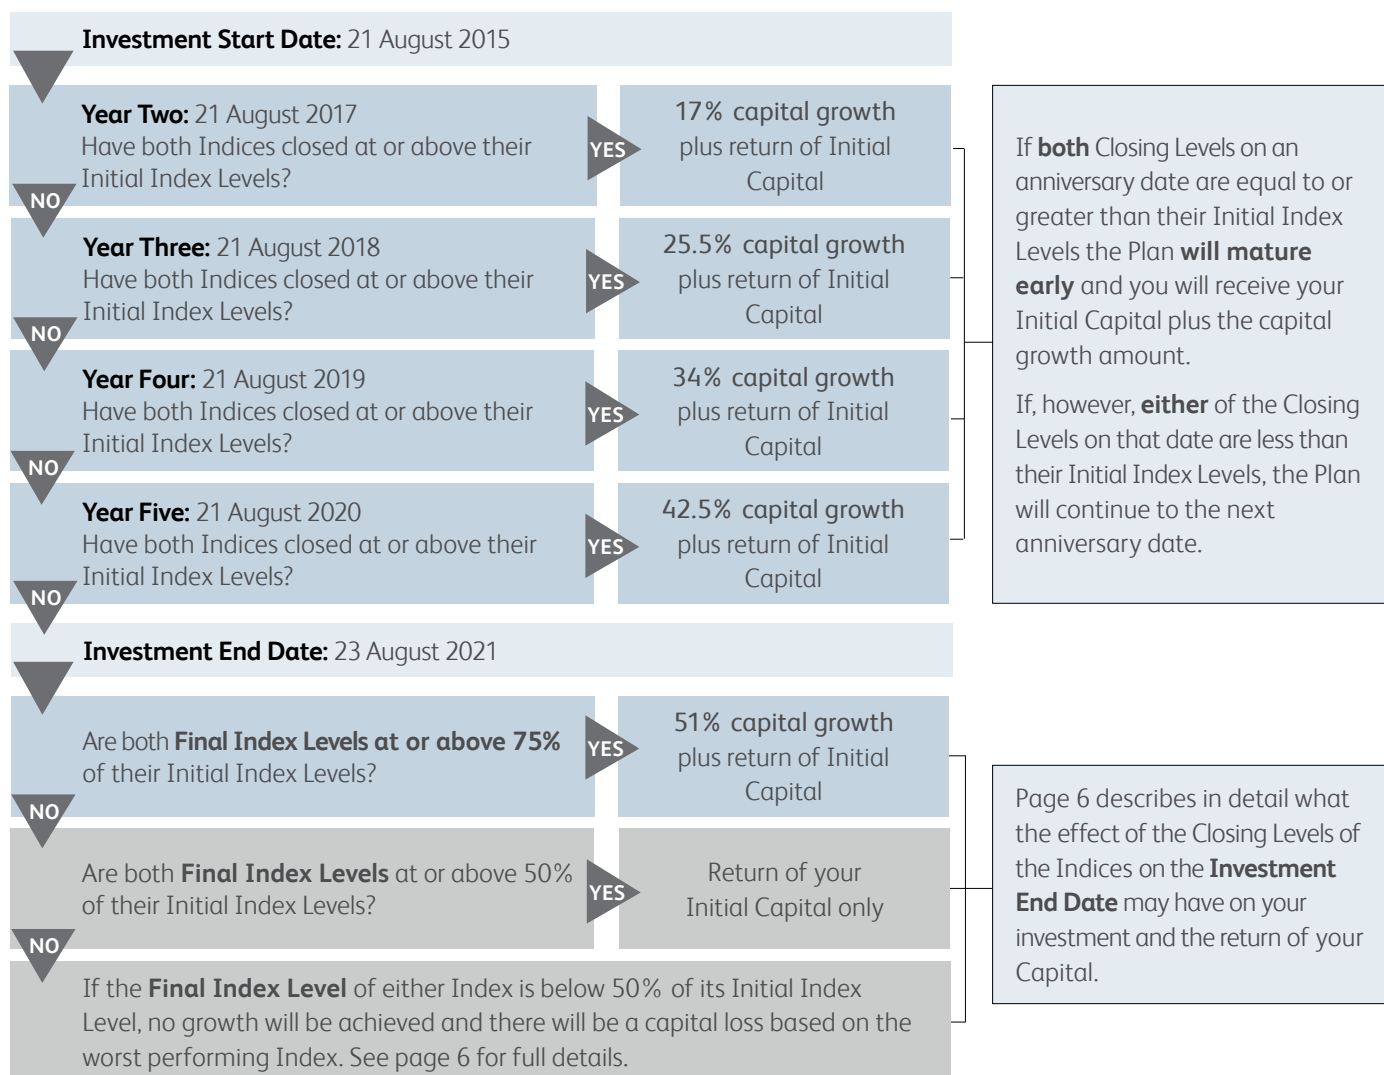 Investment Start Date: 21 August 2015
Year Two: 21 August 2017
Have both Indices closed at or above their
Initial Index Levels?
YES
17% capital growth
plus return of Initial
Capital
NO
Year Three: 21 August 2018
Have both Indices closed at or above their
Initial Index Levels?
YES
25.5% capital growth
plus return of Initial
Capital
NO
Year Four: 21 August 2019
Have both Indices closed at or above their
Initial Index Levels?
YES
34% capital growth
plus return of Initial
Capital
NO
Year Five: 21 August 2020
Have both Indices closed at or above their
Initial Index Levels?
YES
42.5% capital growth
plus return of Initial
Capital
NO
If both Closing Levels on an
anniversary date are equal to or
greater than their Initial Index
Levels the Plan will mature
early and you will receive your
Initial Capital plus the capital
growth amount.
If, however, either of the Closing
Levels on that date are less than
their Initial Index Levels, the Plan
will continue to the next
anniversary date.
Investment End Date: 23 August 2021
Are both Final Index Levels at or above 75%
of their Initial Index Levels?
YES
51% capital growth
plus return of Initial
Capital
NO
Are both Final Index Levels at or above 50%
of their Initial Index Levels?
YES
Return of your
Initial Capital only
NO
If the Final Index Level of either Index is below 50% of its Initial Index
Level, no growth will be achieved and there will be a capital loss based on the
worst performing Index. See page 6 for full details.
Page 6 describes in detail what
the effect of the Closing Levels of
the Indices on the Investment
End Date may have on your
investment and the return of your
Capital.